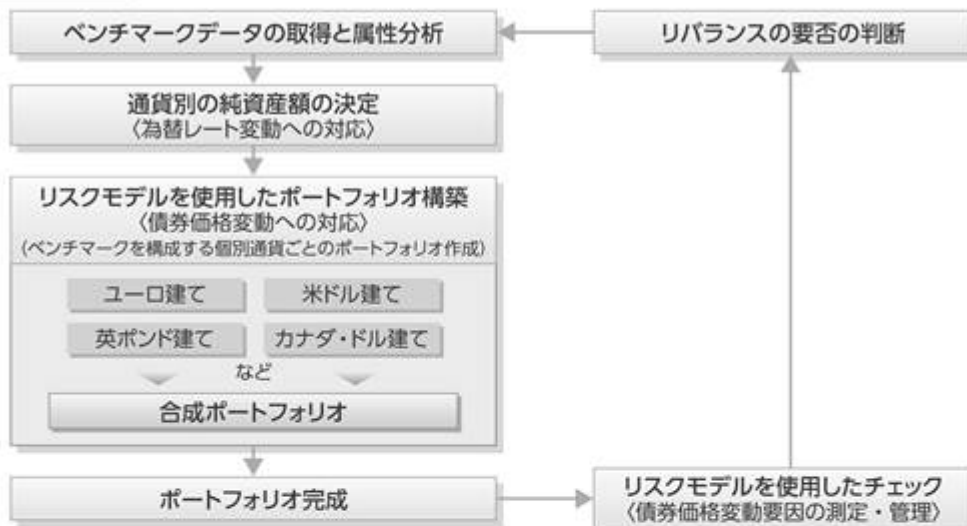 ベンチマークデータの取得と属性分析
リバランスの要否の判断
通貨別の純資産額の決定
〈為替レート変動への対応〉
リスクモデルを使用したポートフォリオ構築
〈債券価格変動への対応〉
(ベンチマークを構成する個別通貨ごとのポートフォリオ作成)
ユーロ建て
米ドル建て
英ポンド建て
カナダ・ドル建て
など
合成ポートフォリオ
ポートフォリオ完成
リスクモデルを使用したチェック
〈債券価格変動要因の測定・管理〉